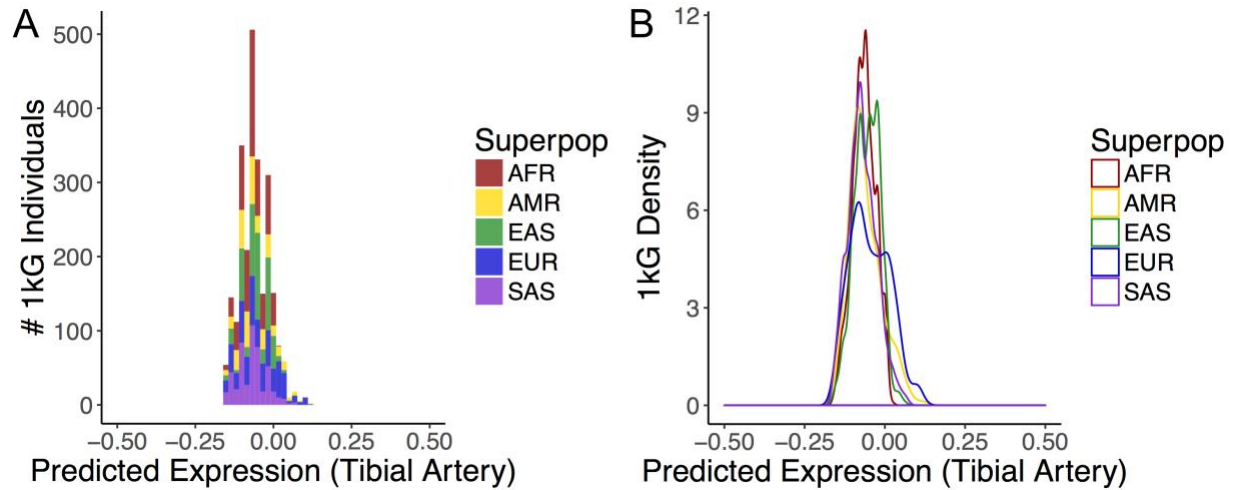 A
500
400
300
200
100
0
# 1kG Individuals
−0.50 −0.25 0.00 0.25 0.50
Predicted Expression (Tibial Artery)
Superpop
AFR
AMR
EAS
EUR
SAS
B
12
9
6
3
0
1kG Density
−0.50 −0.25 0.00 0.25 0.50
Predicted Expression (Tibial Artery)
Superpop
AFR
AMR
EAS
EUR
SAS